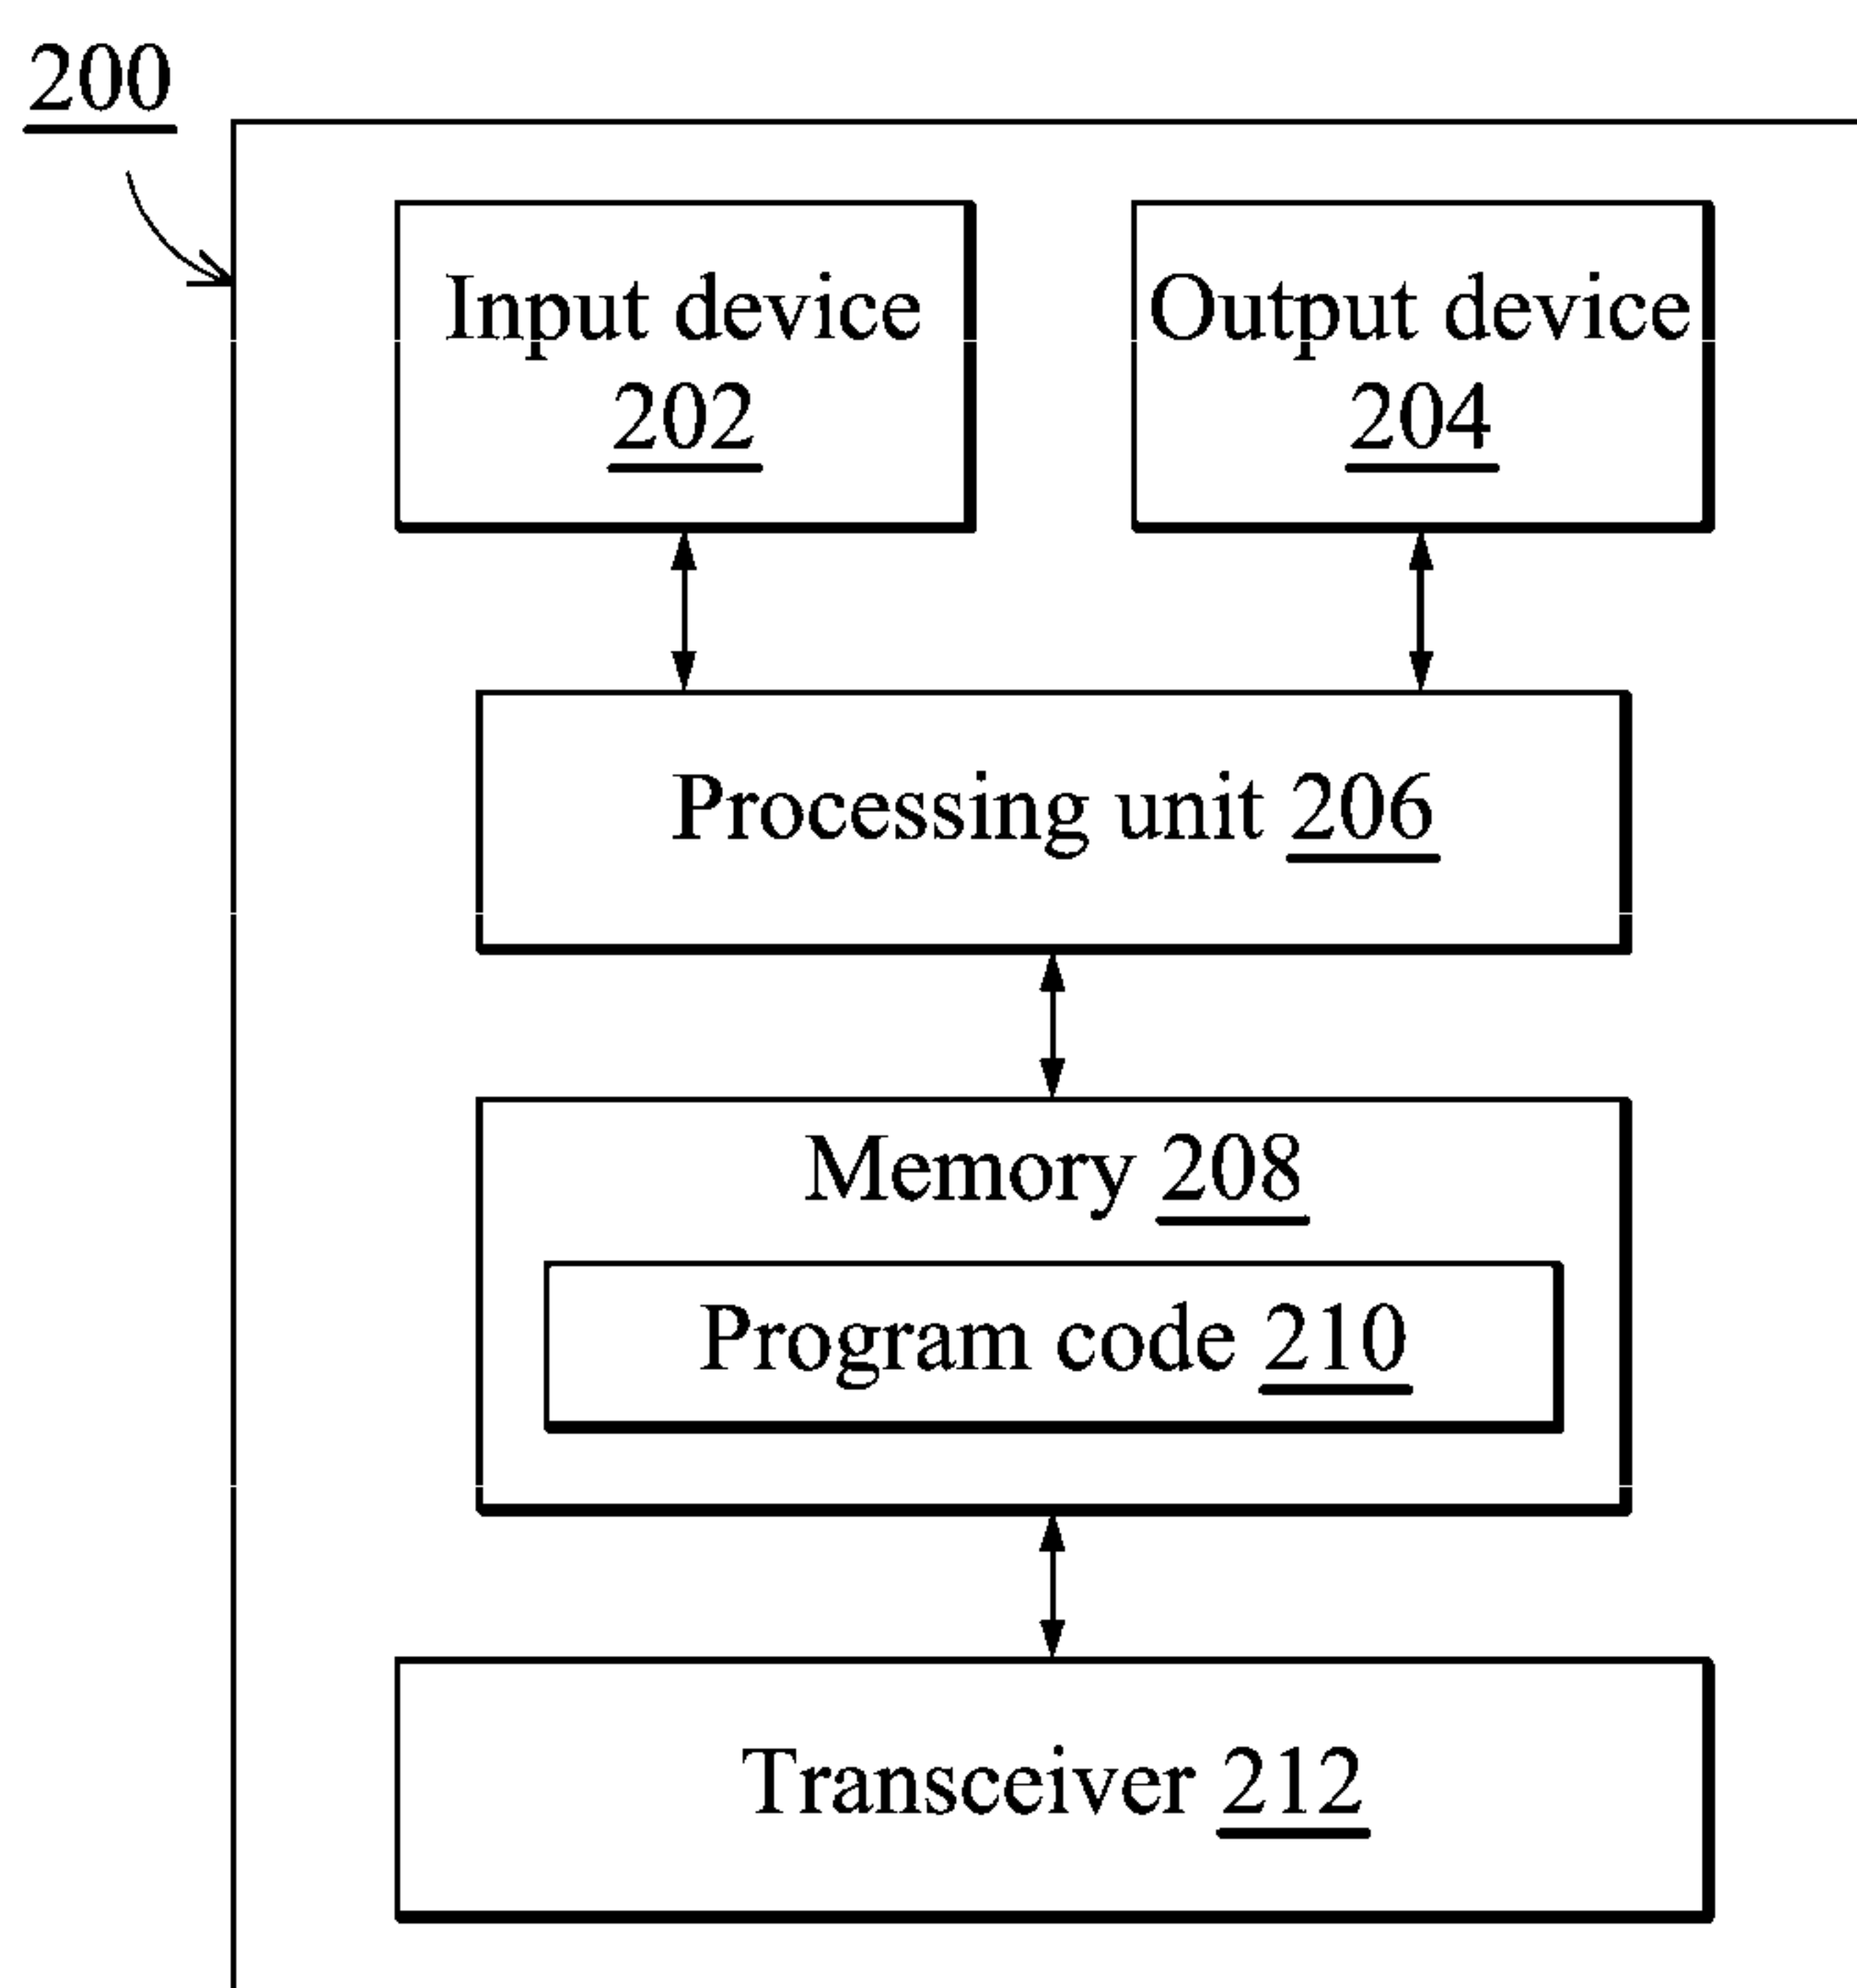 200
Input device
202
Output device
204
Processing unit 206
Memory 208
Program code 210
Transceiver 212